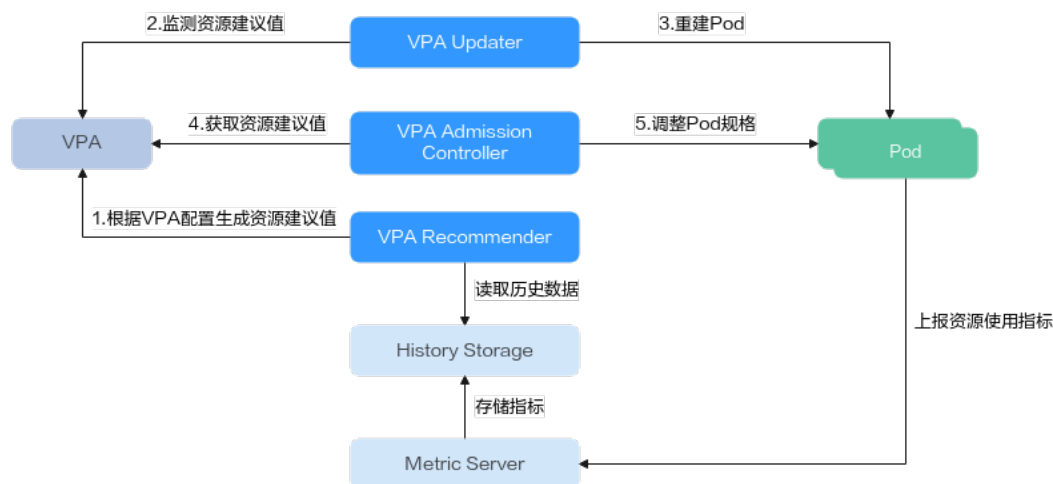 2.监测资源建议值
VPA Updater
3.重建Pod
VPA
4.获取资源建议值
VPA Admission
Controller
5.调整Pod规格
Pod
1.根据VPA配置生成资源建议值
VPA Recommender
读取历史数据
上报资源使用指标
History Storage
存储指标
Metric Server